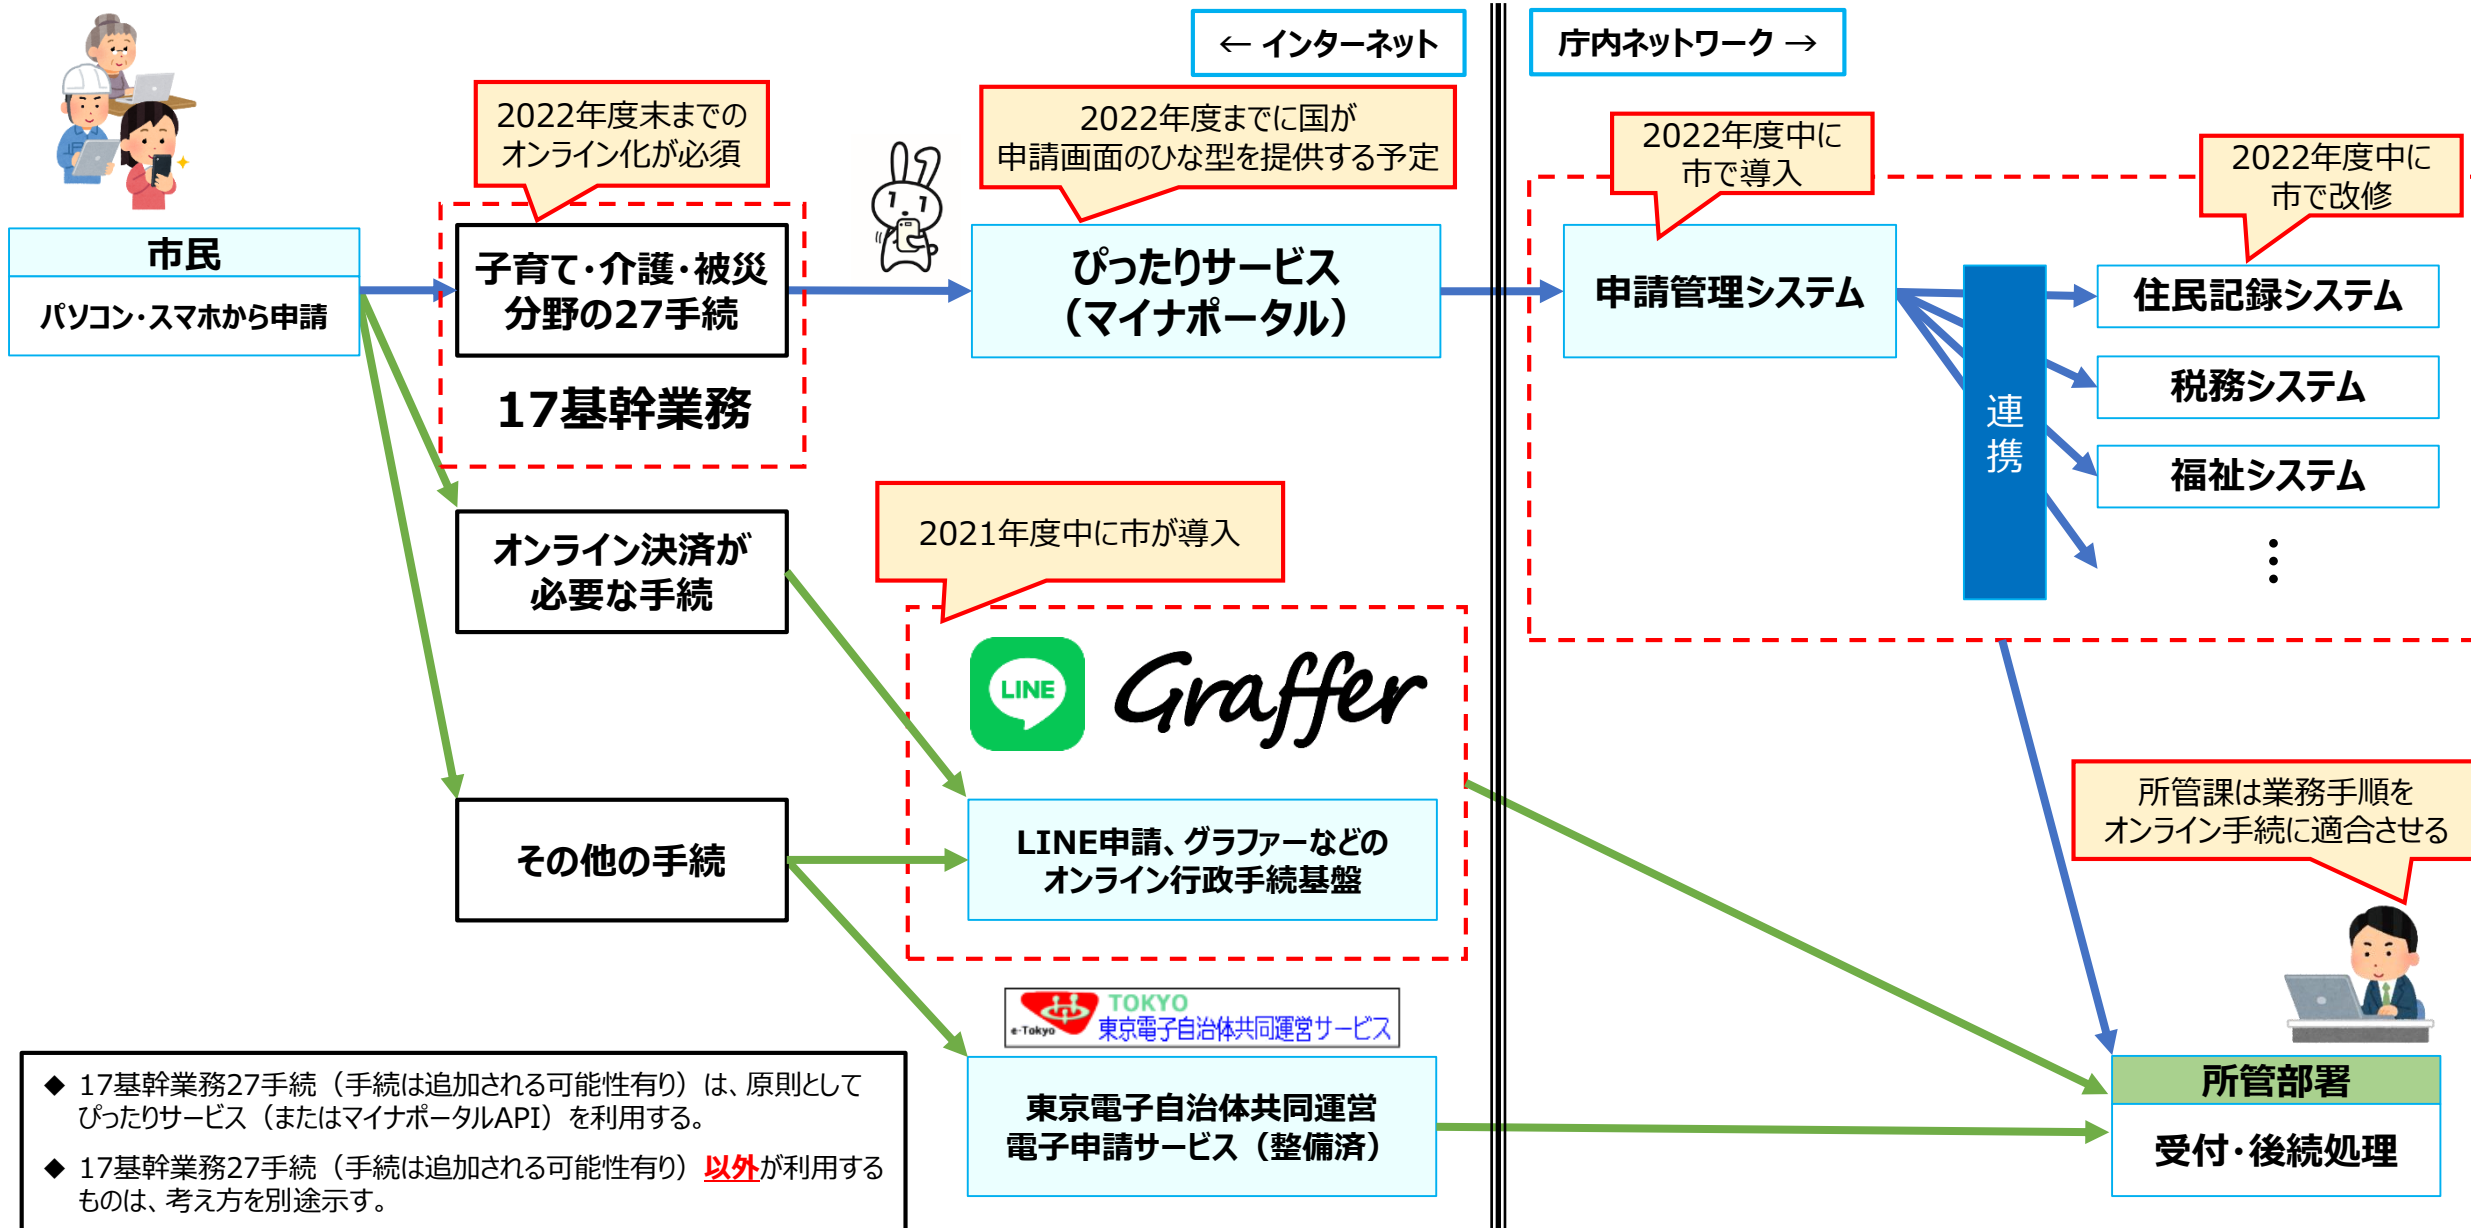 ← インターネット
庁内ネットワーク →
2022年度末までの
オンライン化が必須
2022年度までに国が
申請画面のひな型を提供する予定
2022年度中に
市で導入
2022年度中に
市で改修
市民
パソコン・スマホから申請
子育て・介護・被災
分野の27手続
17基幹業務
ぴったりサービス
（マイナポータル）
申請管理システム
連
携
住民記録システム
税務システム
福祉システム
⋮
オンライン決済が
必要な手続
2021年度中に市が導入
LINE
Graffer
その他の手続
LINE申請、グラファーなどの
オンライン行政手続基盤
所管課は業務手順を
オンライン手続に適合させる
e-Tokyo
TOKYO
東京電子自治体共同運営サービス
東京電子自治体共同運営
電子申請サービス（整備済）
所管部署
受付・後続処理
◆ 17基幹業務27手続（手続は追加される可能性有り）は、原則として
ぴったりサービス（またはマイナポータルAPI）を利用する。
◆ 17基幹業務27手続（手続は追加される可能性有り）以外が利用する
ものは、考え方を別途示す。